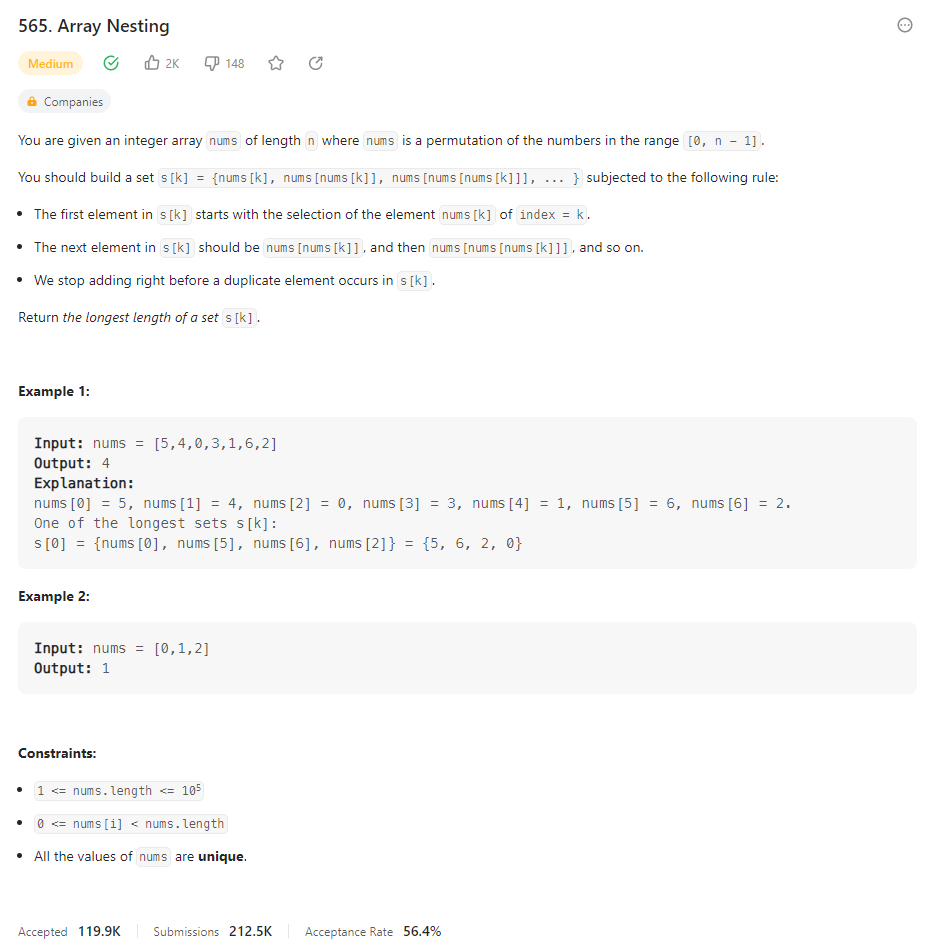 565. Array Nesting
Medium 2K 148
Companies
You are given an integer array nums of length n where nums is a permutation of the numbers in the range [0, n - 1].
You should build a set s[k] = {nums[k], nums[nums[k]], nums[nums[nums[k]]], ... } subjected to the following rule:
• The first element in s[k] starts with the selection of the element nums[k] of index = k.
• The next element in s[k] should be nums[nums[k]], and then nums[nums[nums[k]]], and so on.
• We stop adding right before a duplicate element occurs in s[k].
Return the longest length of a set s[k].
Example 1:
Input: nums = [5,4,0,3,1,6,2]
Output: 4
Explanation:
nums[0] = 5, nums[1] = 4, nums[2] = 0, nums[3] = 3, nums[4] = 1, nums[5] = 6, nums[6] = 2.
One of the longest sets s[k]:
s[0] = {nums[0], nums[5], nums[6], nums[2]} = {5, 6, 2, 0}
Example 2:
Input: nums = [0,1,2]
Output: 1
Constraints:
• 1 <= nums.length <= 10⁵
• 0 <= nums[i] < nums.length
• All the values of nums are unique.
Accepted 119.9K Submissions 212.5K Acceptance Rate 56.4%